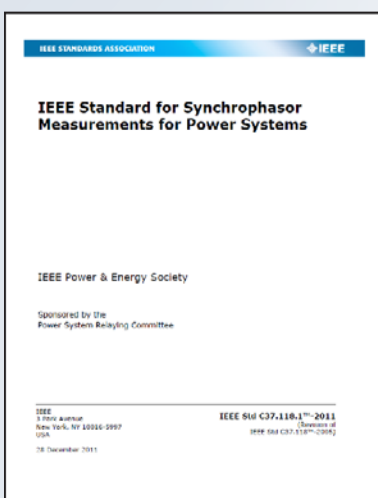 IEEE STANDARDS ASSOCIATION
IEEE
IEEE Standard for Synchrophasor
Measurements for Power Systems
IEEE Power & Energy Society
Sponsored by the
Power System Relaying Committee
IEEE
3 Park Avenue
New York, NY 10016-5997
USA
28 December 2011
IEEE Std C37.118.1™-2011
(Revision of
IEEE Std C37.118™-2005)